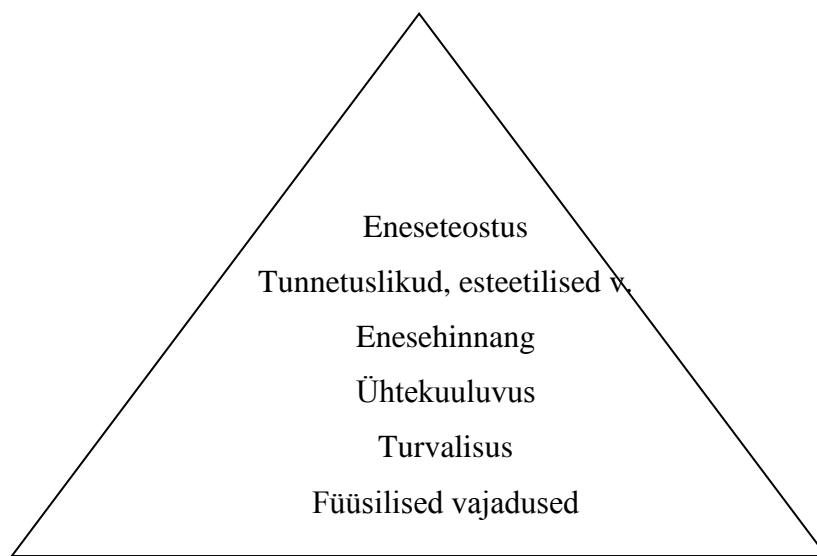 Eneseteostus
Tunnetuslikud, esteetilised v.
Enesehinnang
Ühtekuuluvus
Turvalisus
Füüsilised vajadused